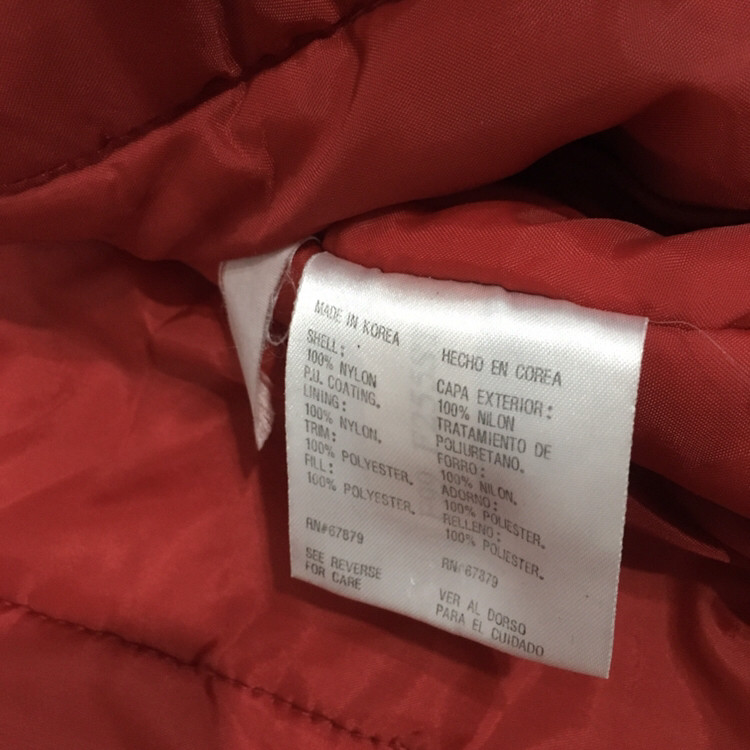 MADE IN KOREA
SHELL:
100% NYLON
P.U. COATING.
LINING:
100% NYLON.
TRIM:
100% POLYESTER.
FILL:
100% POLYESTER.
RN#67879
SEE REVERSE
FOR CARE
HECHO EN COREA
CAPA EXTERIOR:
100% NILON
TRATAMIENTO DE
POLIURETANO.
FORRO:
100% NILON.
ADORNO:
100% POLIESTER.
RELLENO:
100% POLIESTER.
RN#67879
VER AL DORSO
PARA EL CUIDADO